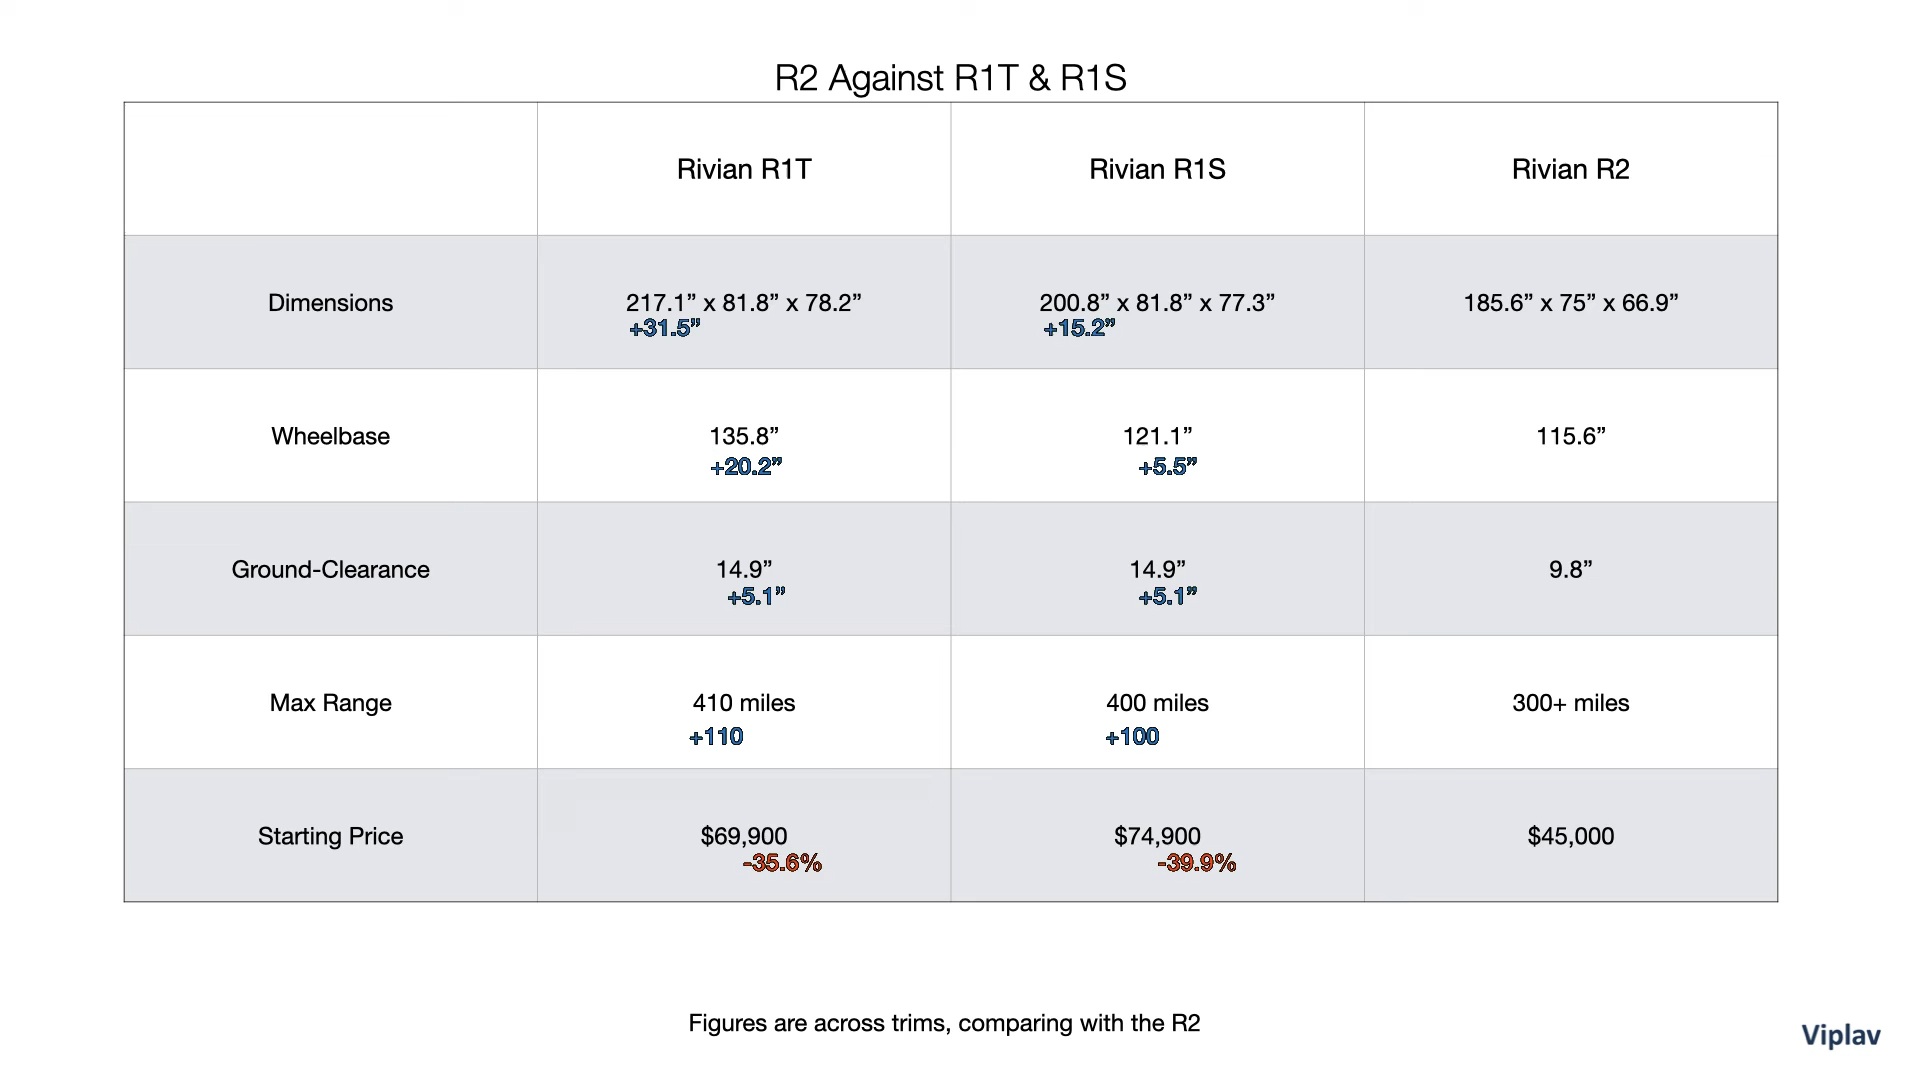 R2 Against R1T & R1S
Rivian R1T Rivian R1S Rivian R2
Dimensions 217.1” x 81.8” x 78.2” 200.8” x 81.8” x 77.3” 185.6” x 75” x 66.9”
+31.5” +15.2”
Wheelbase 135.8” 121.1” 115.6”
+20.2” +5.5”
Ground-Clearance 14.9” 14.9” 9.8”
+5.1” +5.1”
Max Range 410 miles 400 miles 300+ miles
+110 +100
Starting Price $69,900 $74,900 $45,000
-35.6% -39.9%
Figures are across trims, comparing with the R2
Viplav